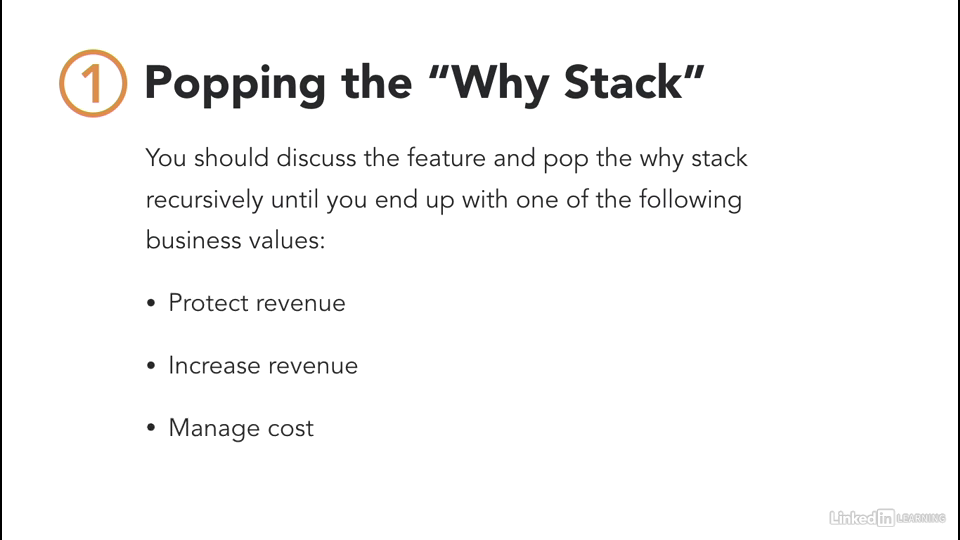 1 Popping the “Why Stack”
You should discuss the feature and pop the why stack
recursively until you end up with one of the following
business values:
• Protect revenue
• Increase revenue
• Manage cost
LinkedIn LEARNING